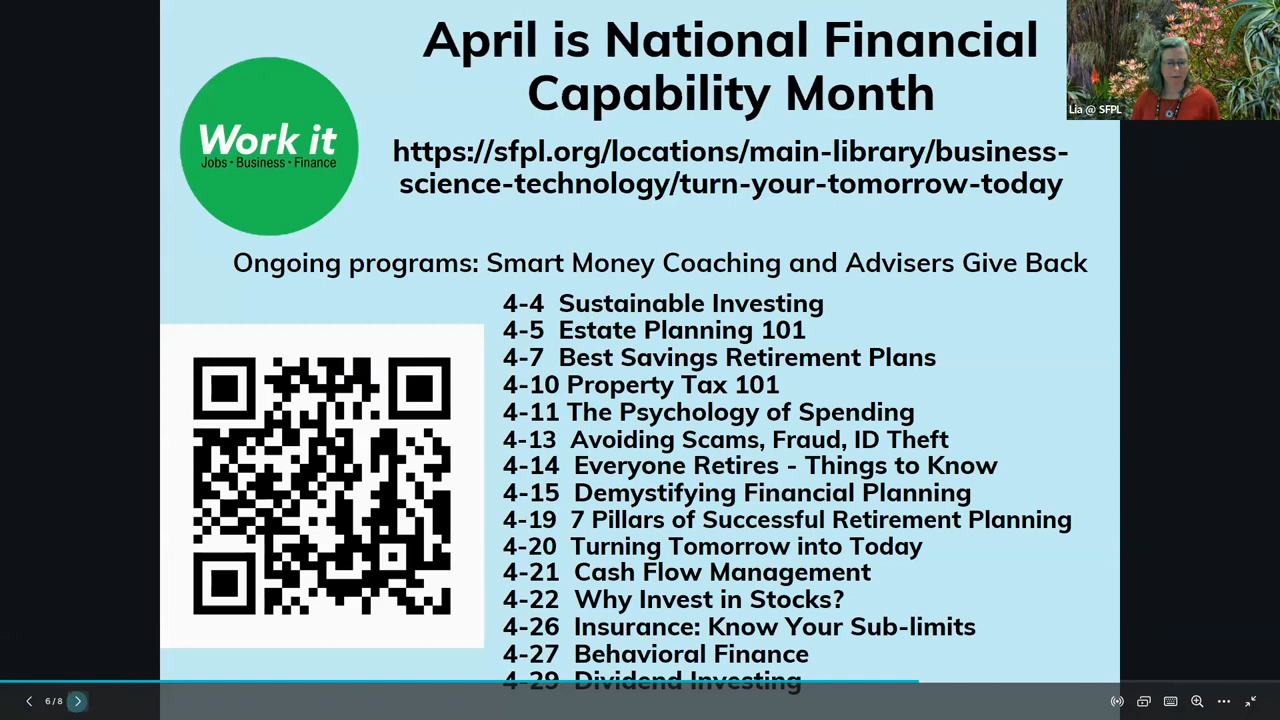 April is National Financial
Capability Month
Lia @ SFPL
Work it
Jobs • Business • Finance
https://sfpl.org/locations/main-library/business-
science-technology/turn-your-tomorrow-today
Ongoing programs: Smart Money Coaching and Advisers Give Back
4-4 Sustainable Investing
4-5 Estate Planning 101
4-7 Best Savings Retirement Plans
4-10 Property Tax 101
4-11 The Psychology of Spending
4-13 Avoiding Scams, Fraud, ID Theft
4-14 Everyone Retires - Things to Know
4-15 Demystifying Financial Planning
4-19 7 Pillars of Successful Retirement Planning
4-20 Turning Tomorrow into Today
4-21 Cash Flow Management
4-22 Why Invest in Stocks?
4-26 Insurance: Know Your Sub-limits
4-27 Behavioral Finance
4-29 Dividend Investing
6 / 8